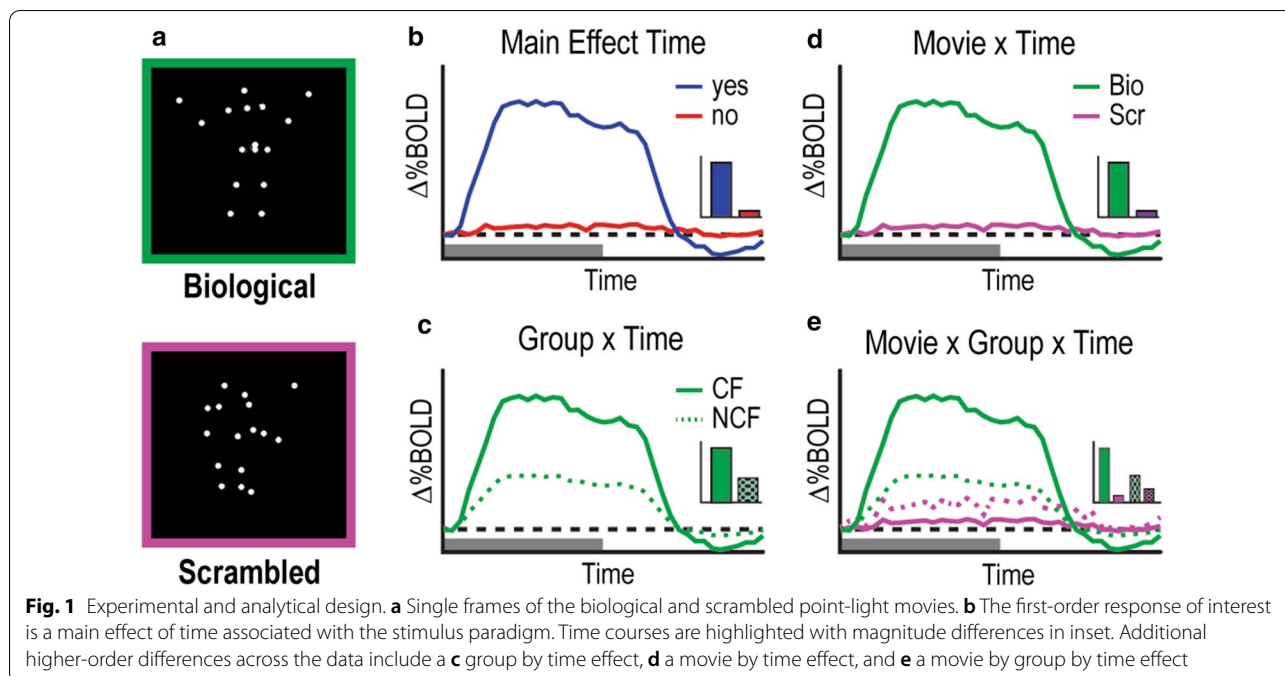 a
Biological
Scrambled
b
Main Effect Time
yes
no
Δ%BOLD
Time
c
Group x Time
CF
NCF
Δ%BOLD
Time
d
Movie x Time
Bio
Scr
Δ%BOLD
Time
e
Movie x Group x Time
Δ%BOLD
Time
Fig. 1 Experimental and analytical design. a Single frames of the biological and scrambled point-light movies. b The first-order response of interest
is a main effect of time associated with the stimulus paradigm. Time courses are highlighted with magnitude differences in inset. Additional
higher-order differences across the data include a c group by time effect, d a movie by time effect, and e a movie by group by time effect